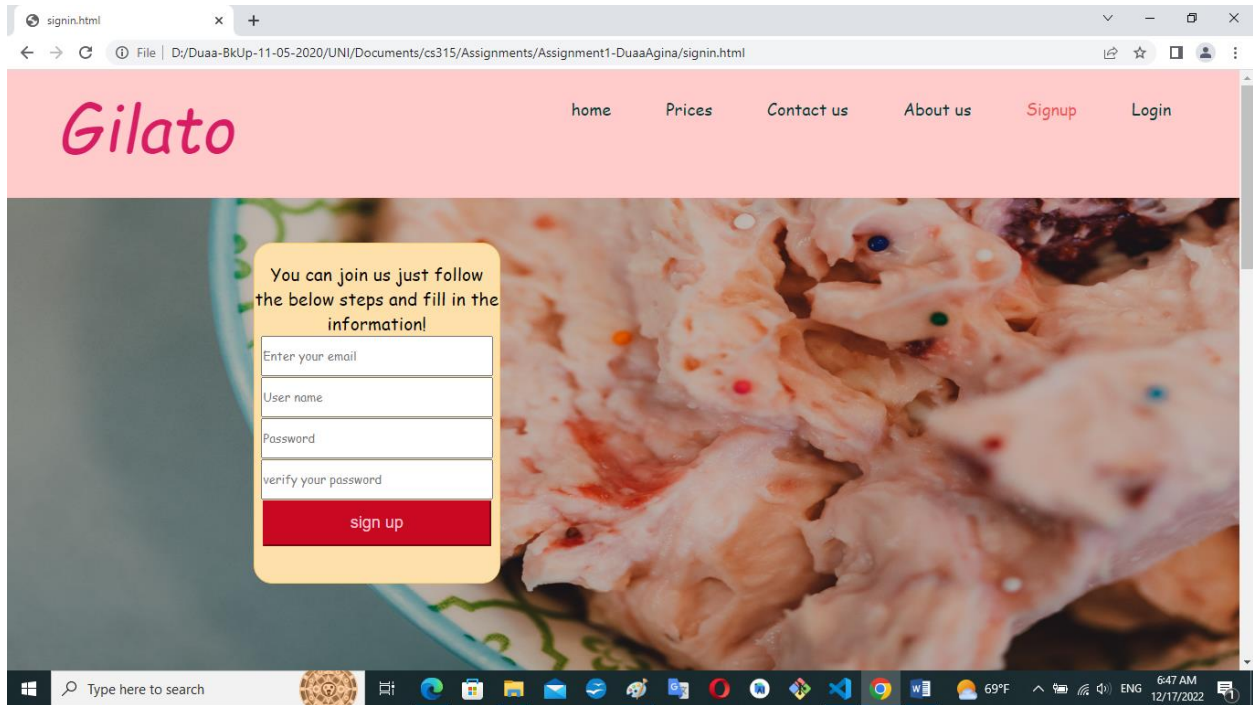 signin.html
File | D:/Duaa-BkUp-11-05-2020/UNI/Documents/cs315/Assignments/Assignment1-DuaaAgina/signin.html
Gilato
home Prices Contact us About us Signup Login
You can join us just follow
the below steps and fill in the
information!
Enter your email
User name
Password
verify your password
sign up
Type here to search
69°F ENG 6:47 AM
12/17/2022
1